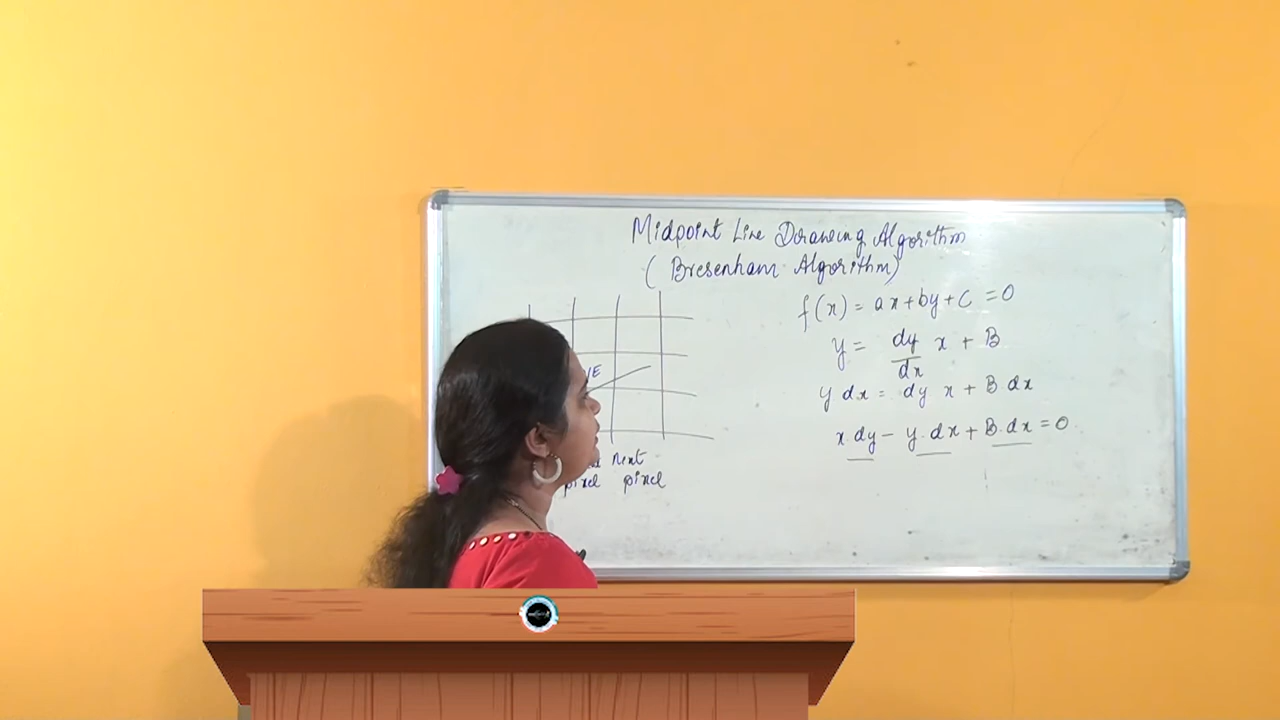 Midpoint Line Drawing Algorithm
(Bresenham Algorithm)
f(x) = ax+by+c =0
y = dy/dx x + B
y dx = dy x + B dx
x.dy - y.dx + B.dx = 0
NE
Next
pixel pixel